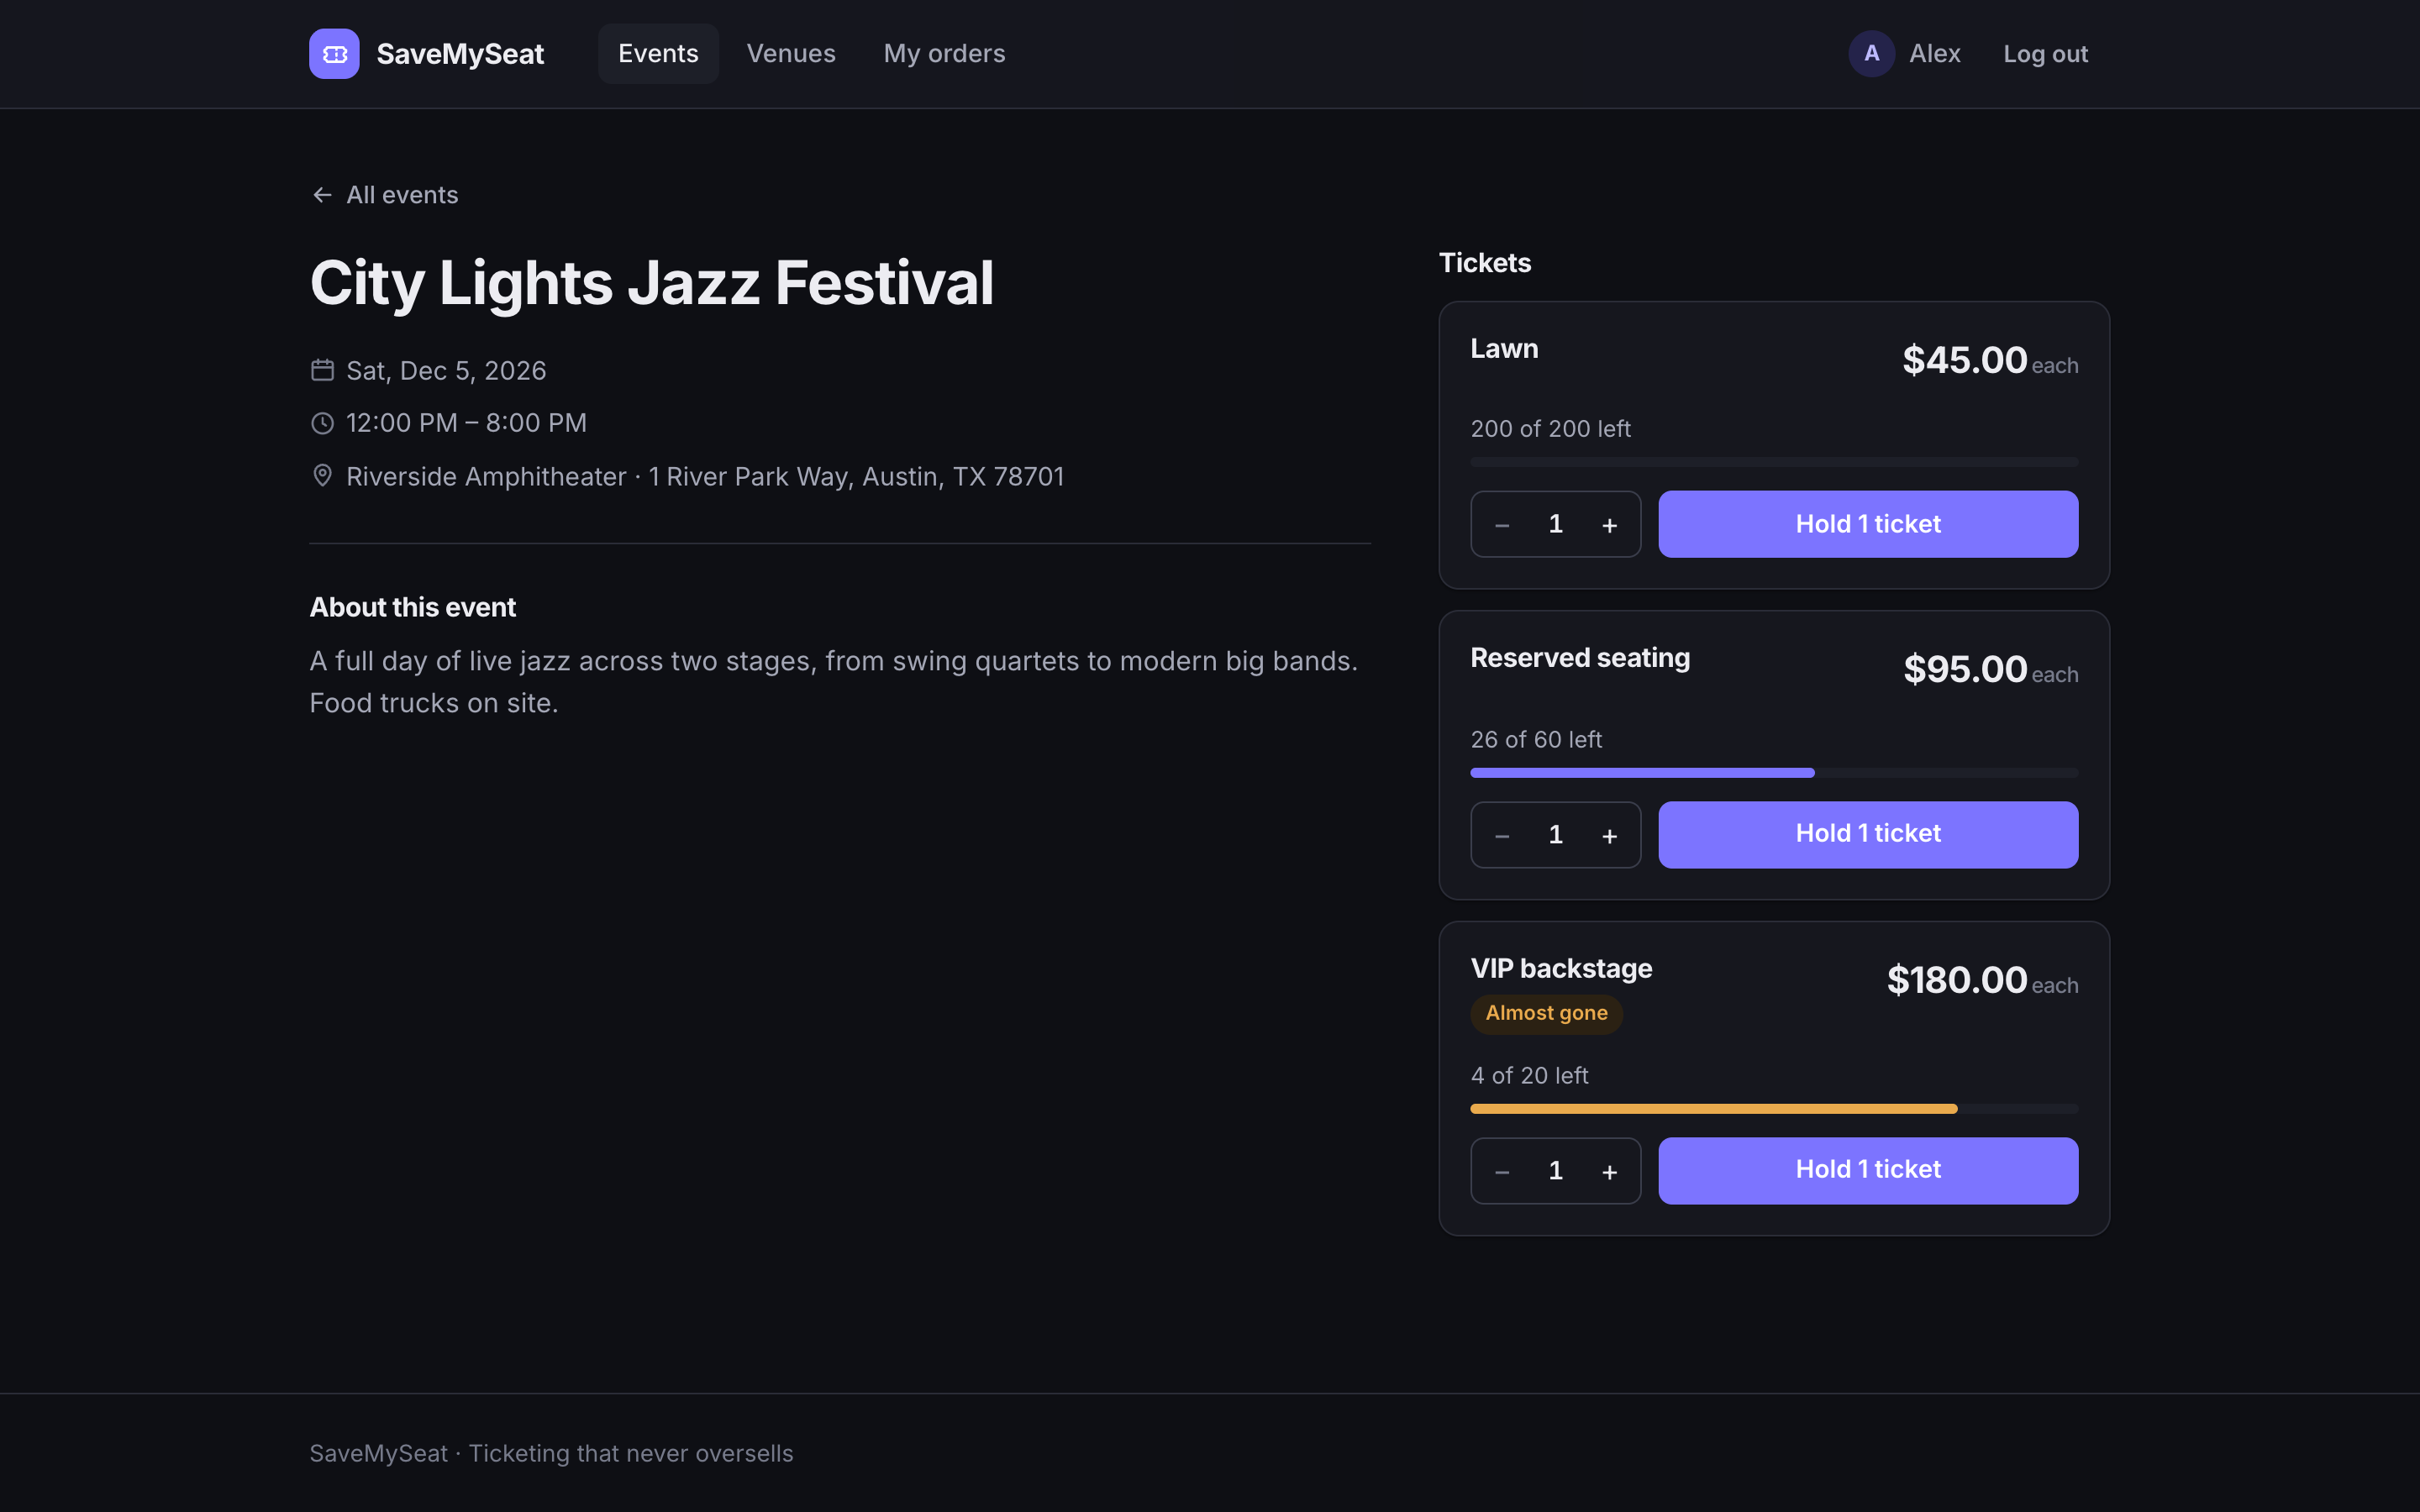 SaveMySeat
Events
Venues
My orders
A
Alex
Log out
← All events
City Lights Jazz Festival
Sat, Dec 5, 2026
12:00 PM – 8:00 PM
Riverside Amphitheater · 1 River Park Way, Austin, TX 78701
About this event
A full day of live jazz across two stages, from swing quartets to modern big bands.
Food trucks on site.
Tickets
Lawn
$45.00 each
200 of 200 left
− 1 +
Hold 1 ticket
Reserved seating
$95.00 each
26 of 60 left
− 1 +
Hold 1 ticket
VIP backstage
$180.00 each
Almost gone
4 of 20 left
− 1 +
Hold 1 ticket
SaveMySeat · Ticketing that never oversells